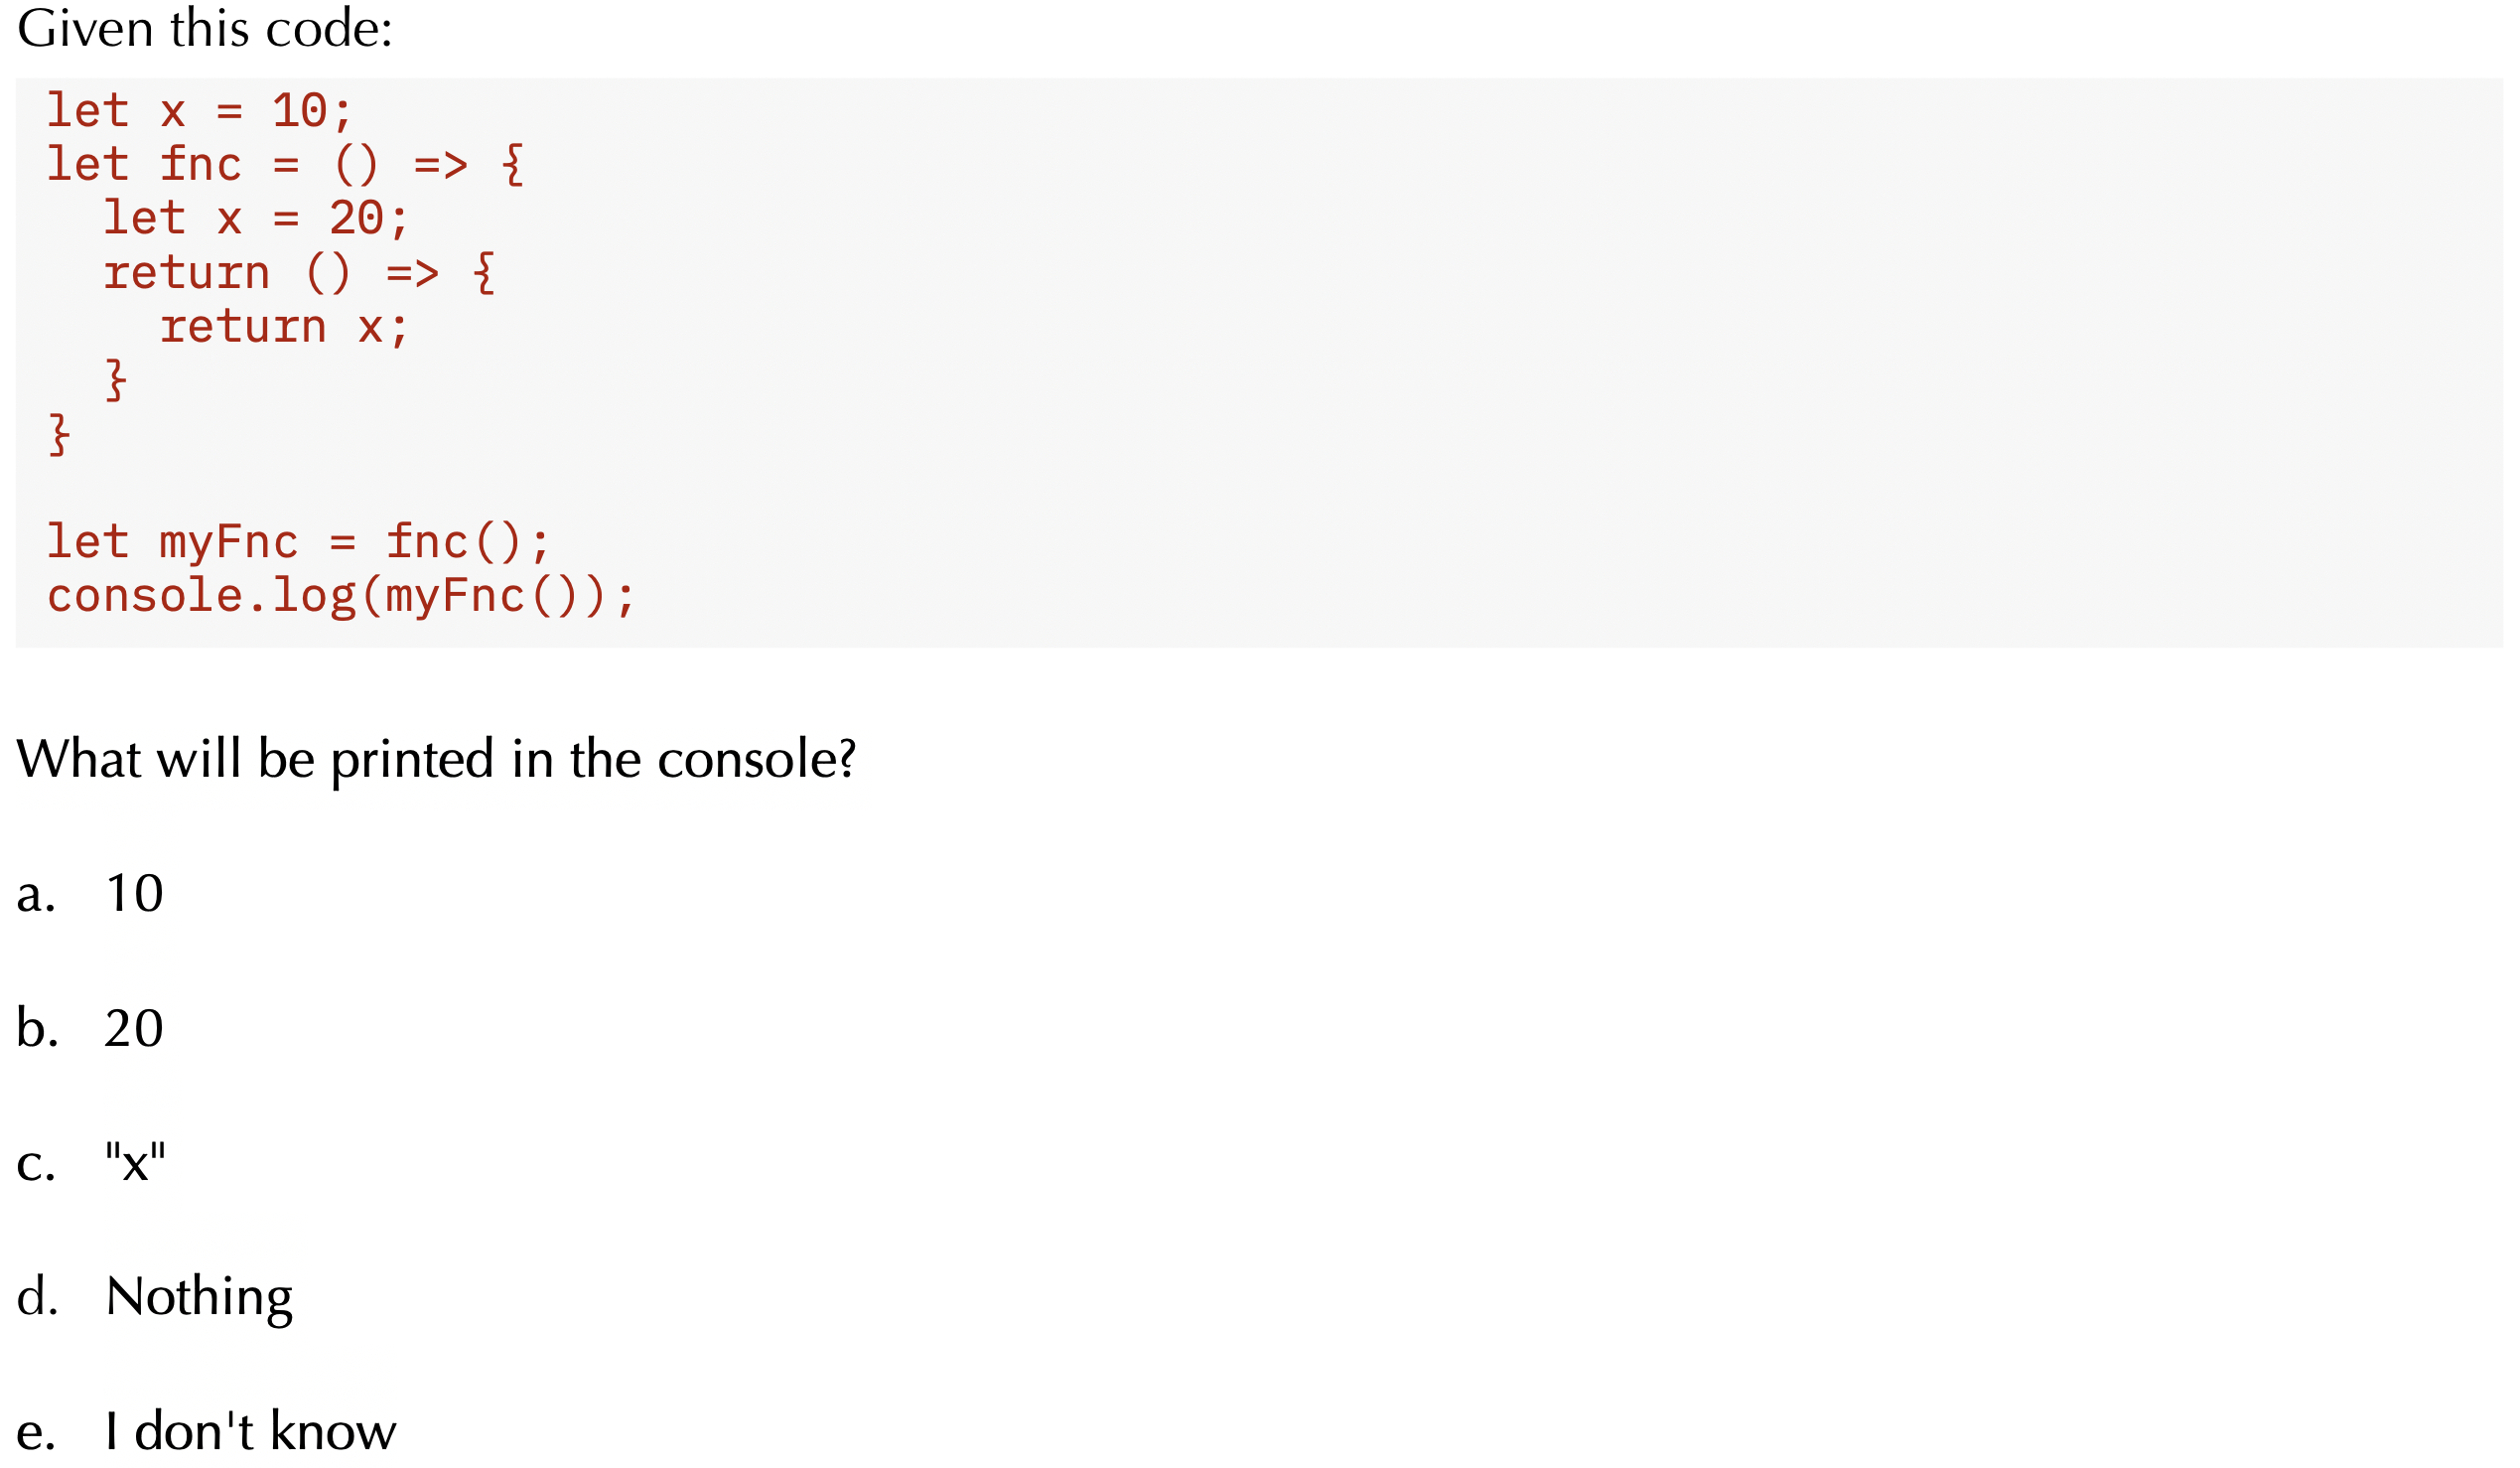 Given this code:
let x = 10;
let fnc = () => {
  let x = 20;
  return () => {
    return x;
  }
}
let myFnc = fnc();
console.log(myFnc());
What will be printed in the console?
a. 10
b. 20
c. "x"
d. Nothing
e. I don't know